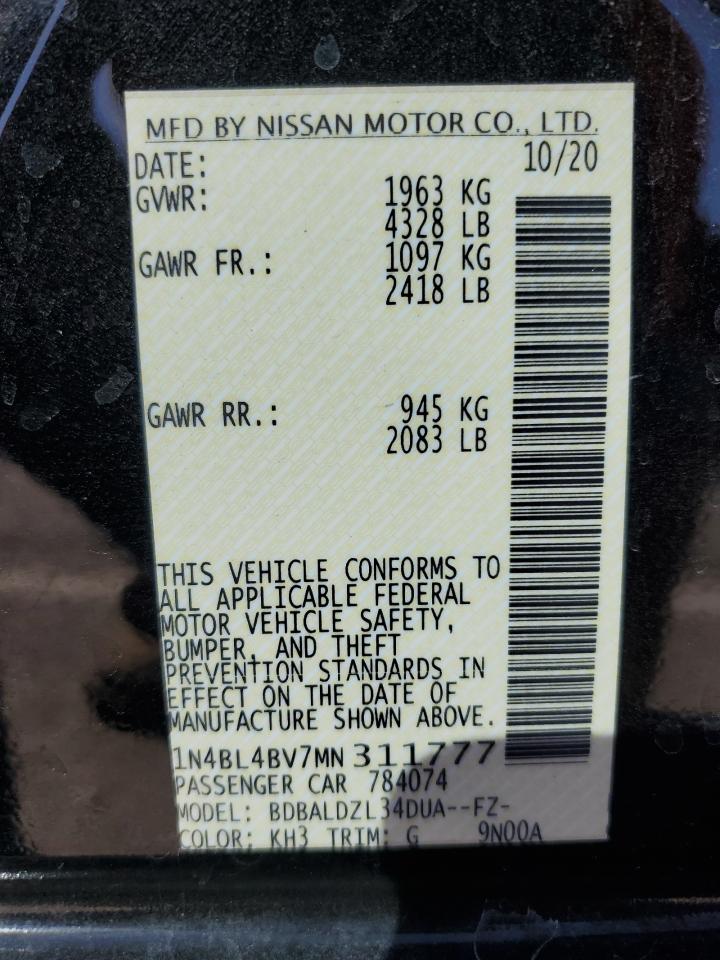 MFD BY NISSAN MOTOR CO., LTD.
DATE: 10/20
GVWR: 1963 KG
4328 LB
GAWR FR.: 1097 KG
2418 LB
GAWR RR.: 945 KG
2083 LB
THIS VEHICLE CONFORMS TO
ALL APPLICABLE FEDERAL
MOTOR VEHICLE SAFETY,
BUMPER, AND THEFT
PREVENTION STANDARDS IN
EFFECT ON THE DATE OF
MANUFACTURE SHOWN ABOVE.
1N4BL4BV7MN 311777
PASSENGER CAR 784074
MODEL: BDBALDZL34DUA--FZ-
COLOR: KH3 TRIM: G 9N00A